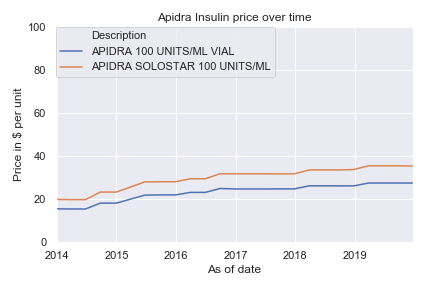 Apidra Insulin price over time
Description
APIDRA 100 UNITS/ML VIAL
APIDRA SOLOSTAR 100 UNITS/ML
Price in $ per unit
100
80
60
40
20
0
2014 2015 2016 2017 2018 2019
As of date